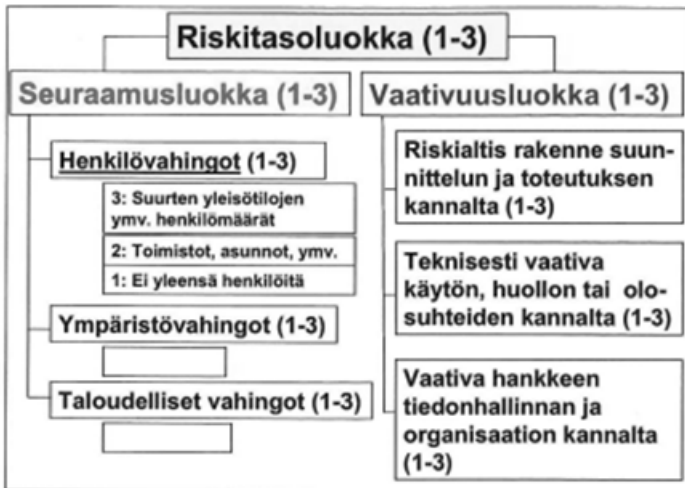 Riskitasoluokka (1-3)
Seuraamusluokka (1-3)
Henkilövahingot (1-3)
3: Suurten yleisötilojen
ymv. henkilömäärät
2: Toimistot, asunnot, ymv.
1: Ei yleensä henkilöitä
Ympäristövahingot (1-3)
Taloudelliset vahingot (1-3)
Vaativuusluokka (1-3)
Riskialtis rakenne suun-
nittelun ja toteutuksen
kannalta (1-3)
Teknisesti vaativa
käytön, huollon tai olo-
suhteiden kannalta (1-3)
Vaativa hankkeen
tiedonhallinnan ja
organisaation kannalta
(1-3)